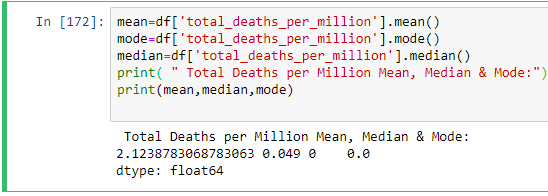 In [172]: mean=df['total_deaths_per_million'].mean()
mode=df['total_deaths_per_million'].mode()
median=df['total_deaths_per_million'].median()
print( " Total Deaths per Million Mean, Median & Mode:")
print(mean,median,mode)
Total Deaths per Million Mean, Median & Mode:
2.1238783068783063 0.049 0    0.0
dtype: float64